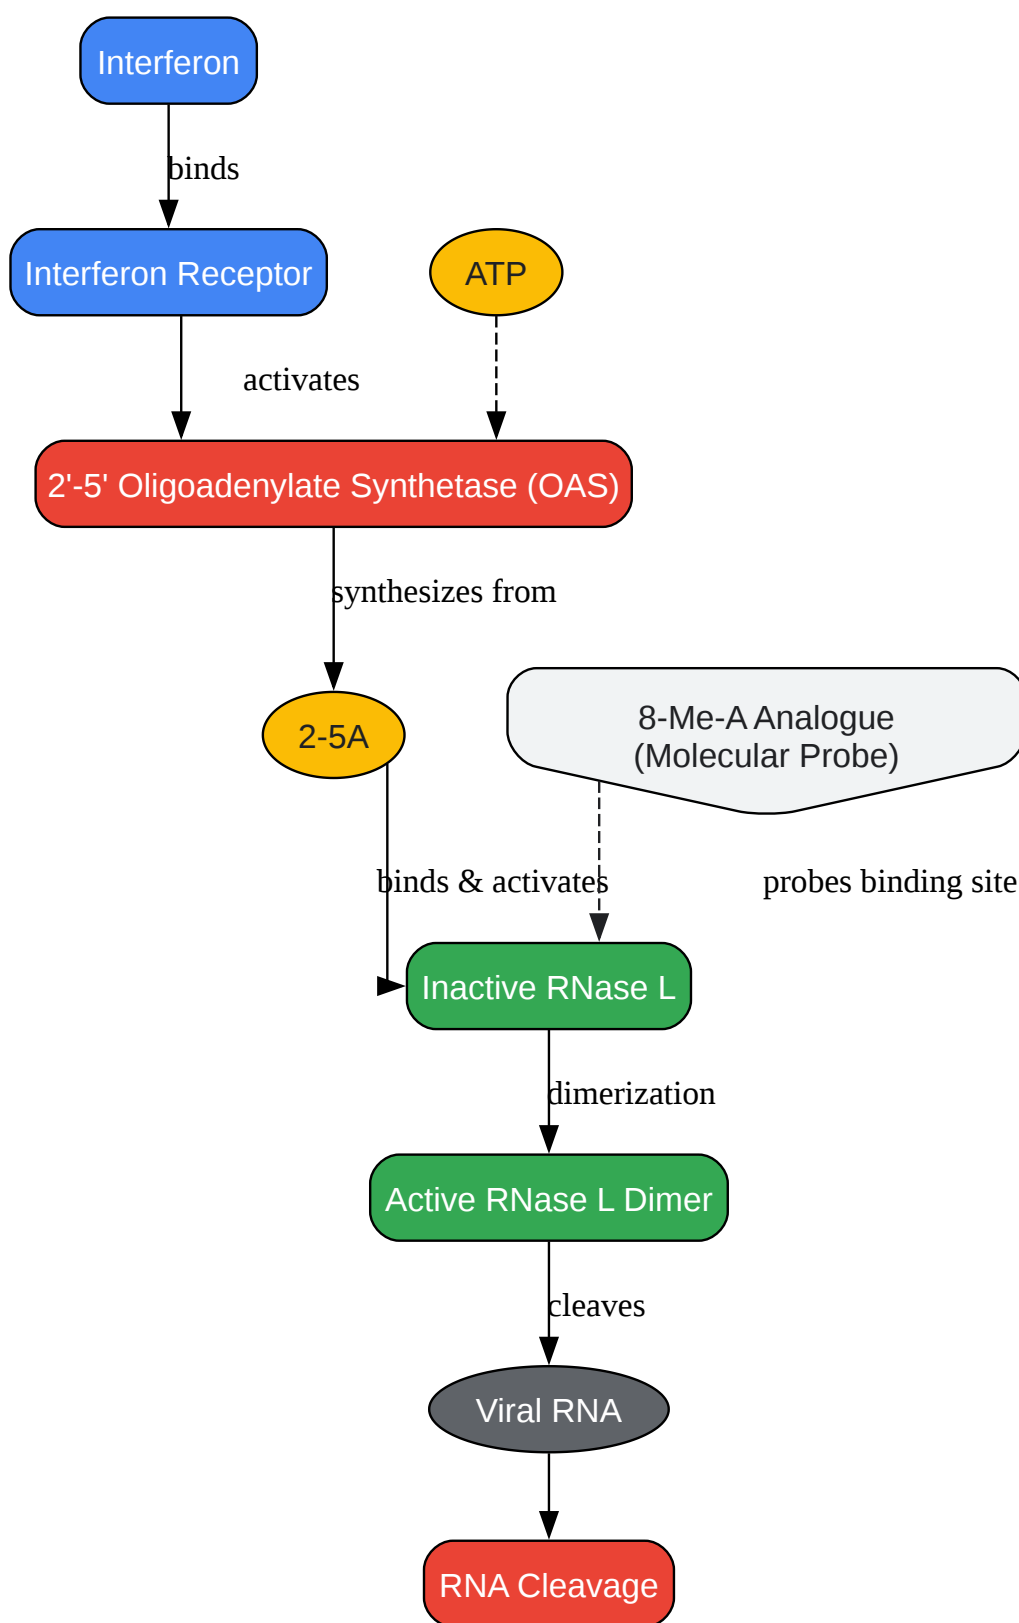 Interferon
binds
Interferon Receptor
ATP
activates
2'-5' Oligoadenylate Synthetase (OAS)
synthesizes from
2-5A
8-Me-A Analogue
(Molecular Probe)
binds & activates
probes binding site
Inactive RNase L
dimerization
Active RNase L Dimer
cleaves
Viral RNA
RNA Cleavage